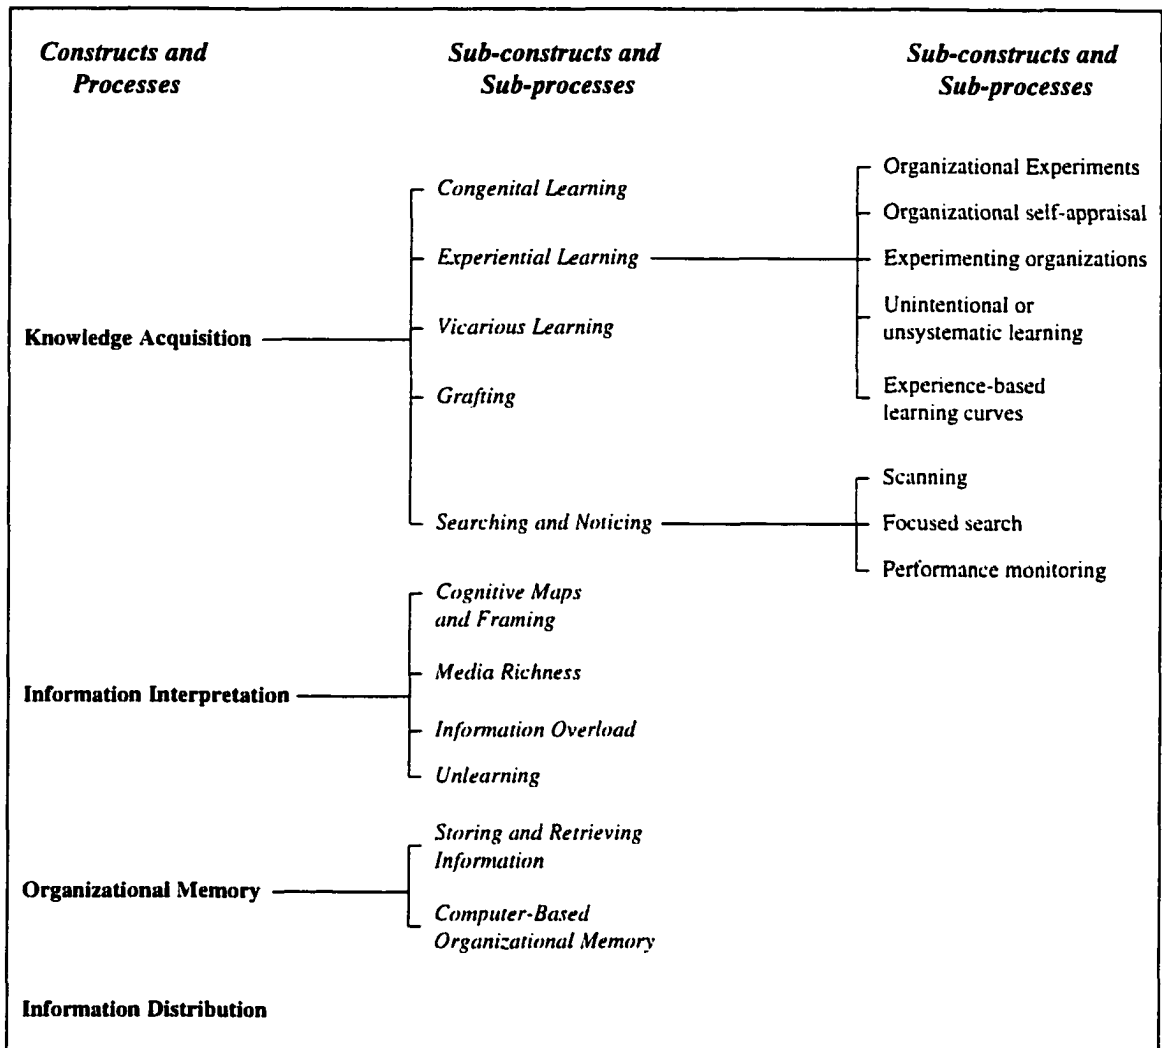 Constructs and
Processes
Sub-constructs and
Sub-processes
Sub-constructs and
Sub-processes
Knowledge Acquisition
Congenital Learning
Experiential Learning
Vicarious Learning
Grafting
Searching and Noticing
Organizational Experiments
Organizational self-appraisal
Experimenting organizations
Unintentional or
unsystematic learning
Experience-based
learning curves
Scanning
Focused search
Performance monitoring
Information Interpretation
Cognitive Maps
and Framing
Media Richness
Information Overload
Unlearning
Organizational Memory
Storing and Retrieving
Information
Computer-Based
Organizational Memory
Information Distribution